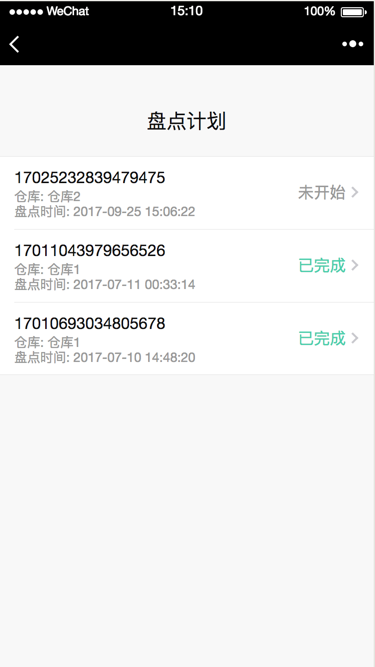 WeChat
15:10
100%
盘点计划
17025232839479475
仓库: 仓库2
盘点时间: 2017-09-25 15:06:22
未开始
17011043979656526
仓库: 仓库1
盘点时间: 2017-07-11 00:33:14
已完成
17010693034805678
仓库: 仓库1
盘点时间: 2017-07-10 14:48:20
已完成